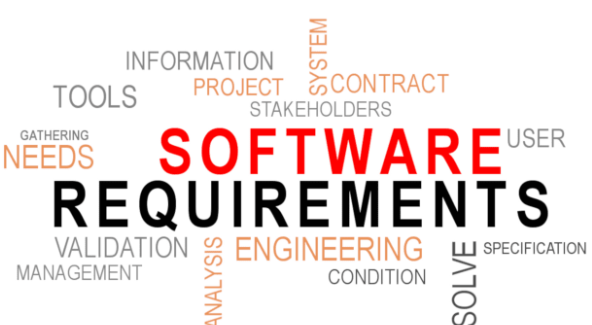 SYSTEM
INFORMATION
PROJECT
CONTRACT
TOOLS
STAKEHOLDERS
GATHERING
NEEDS
SOFTWARE
USER
REQUIREMENTS
VALIDATION
ENGINEERING
SPECIFICATION
MANAGEMENT
ANALYSIS
CONDITION
SOLVE